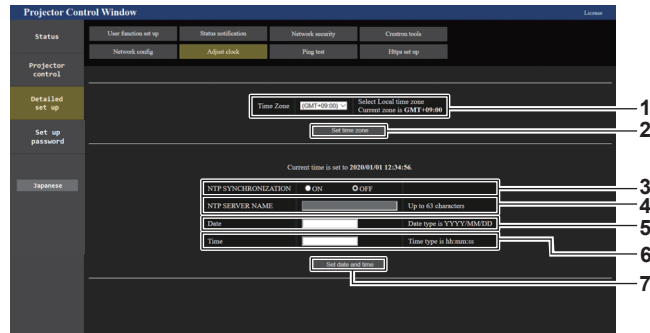 Projector Control Window
License
Status
User function set up
Status notification
Network security
Crestron tools
Network config
Adjust clock
Ping test
Https set up
Projector
control
Detailed
set up
Time Zone
(GMT+09:00)
Select Local time zone
Current zone is GMT+09:00
1
Set time zone
2
Set up
password
Current time is set to 2020/01/01 12:34:56.
Japanese
NTP SYNCHRONIZATION
ON
OFF
3
NTP SERVER NAME
Up to 63 characters
4
Date
Date type is YYYY/MM/DD
5
Time
Time type is hh:mm:ss
6
Set date and time
7